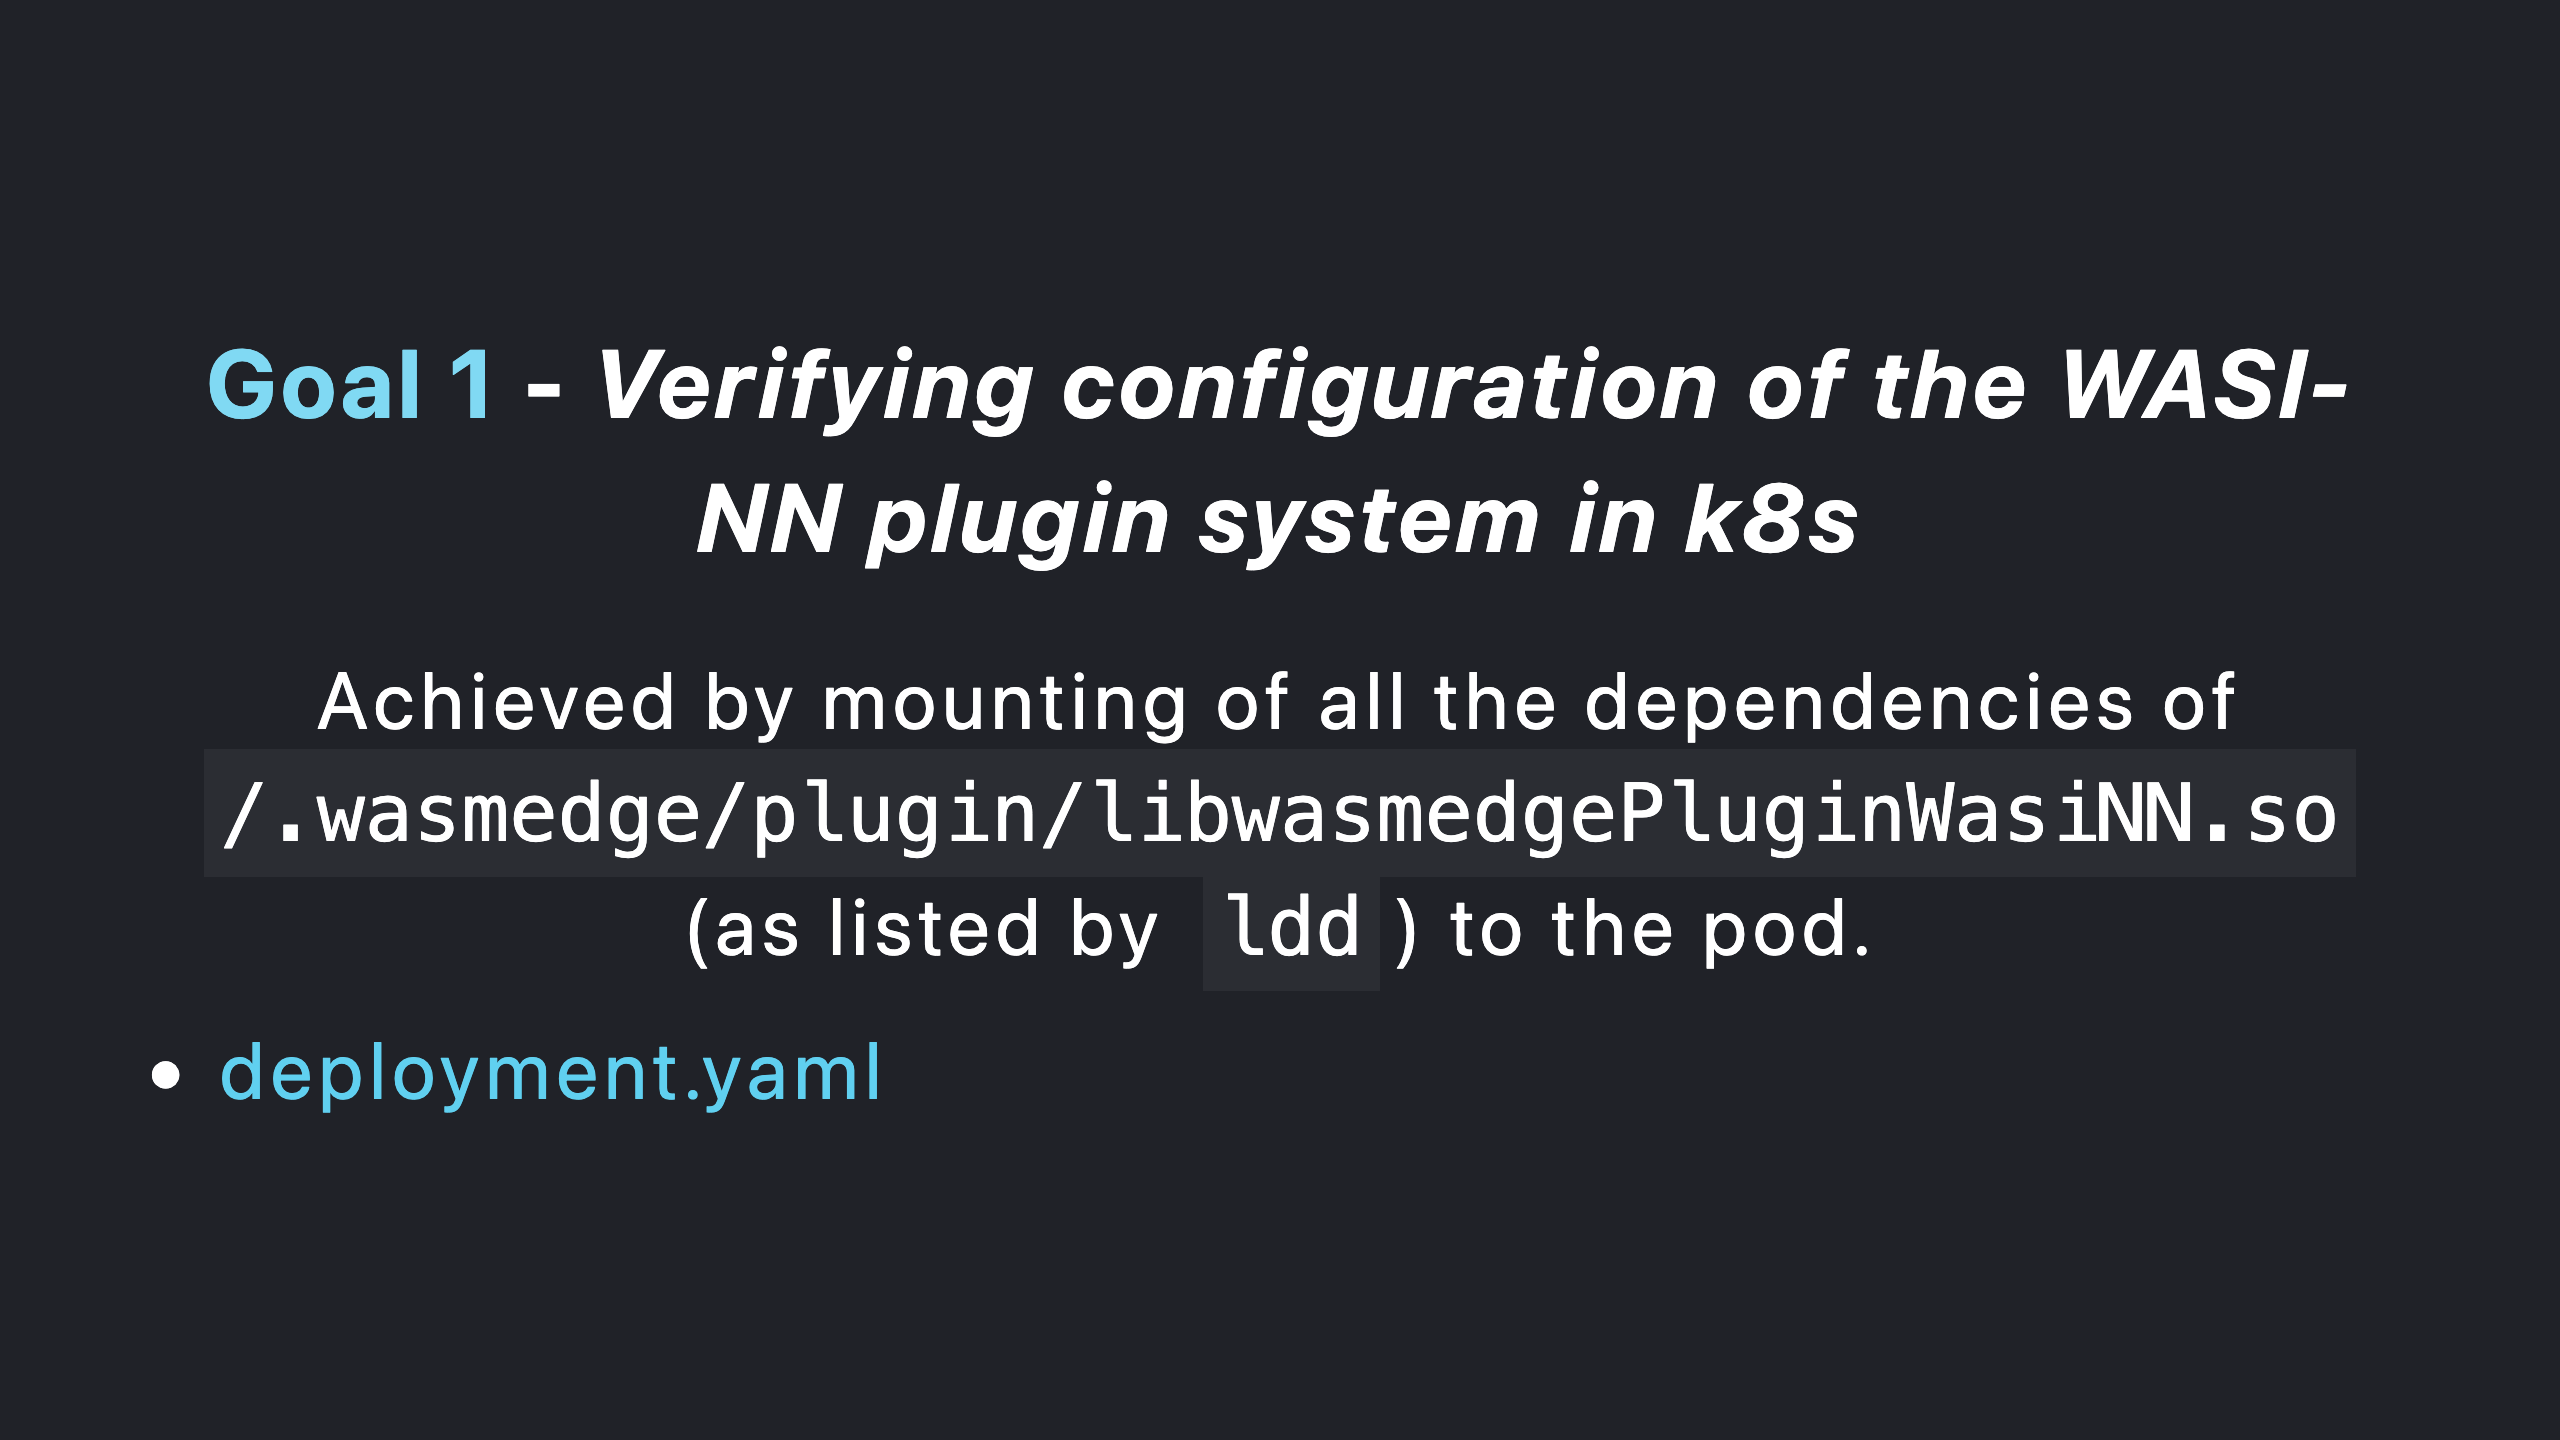 Goal 1 - Verifying configuration of the WASI-
NN plugin system in k8s
Achieved by mounting of all the dependencies of
/.wasmedge/plugin/libwasmedgePluginWasiNN.so
(as listed by ldd) to the pod.
• deployment.yaml